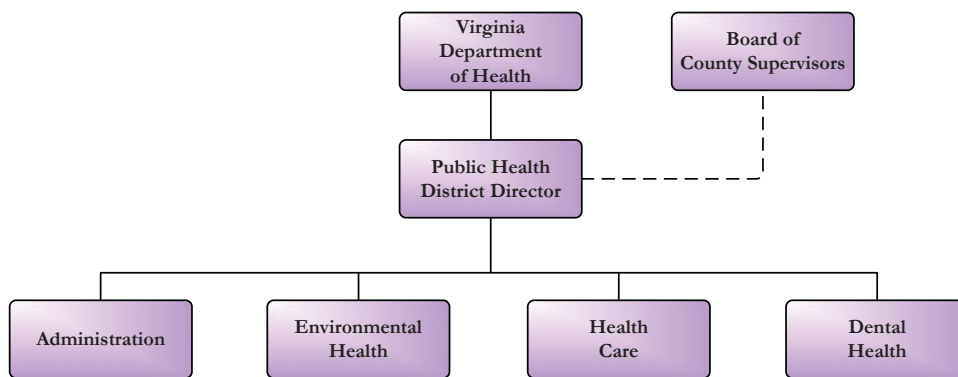 Virginia
Department
of Health
Board of
County Supervisors
Public Health
District Director
Administration
Environmental
Health
Health
Care
Dental
Health